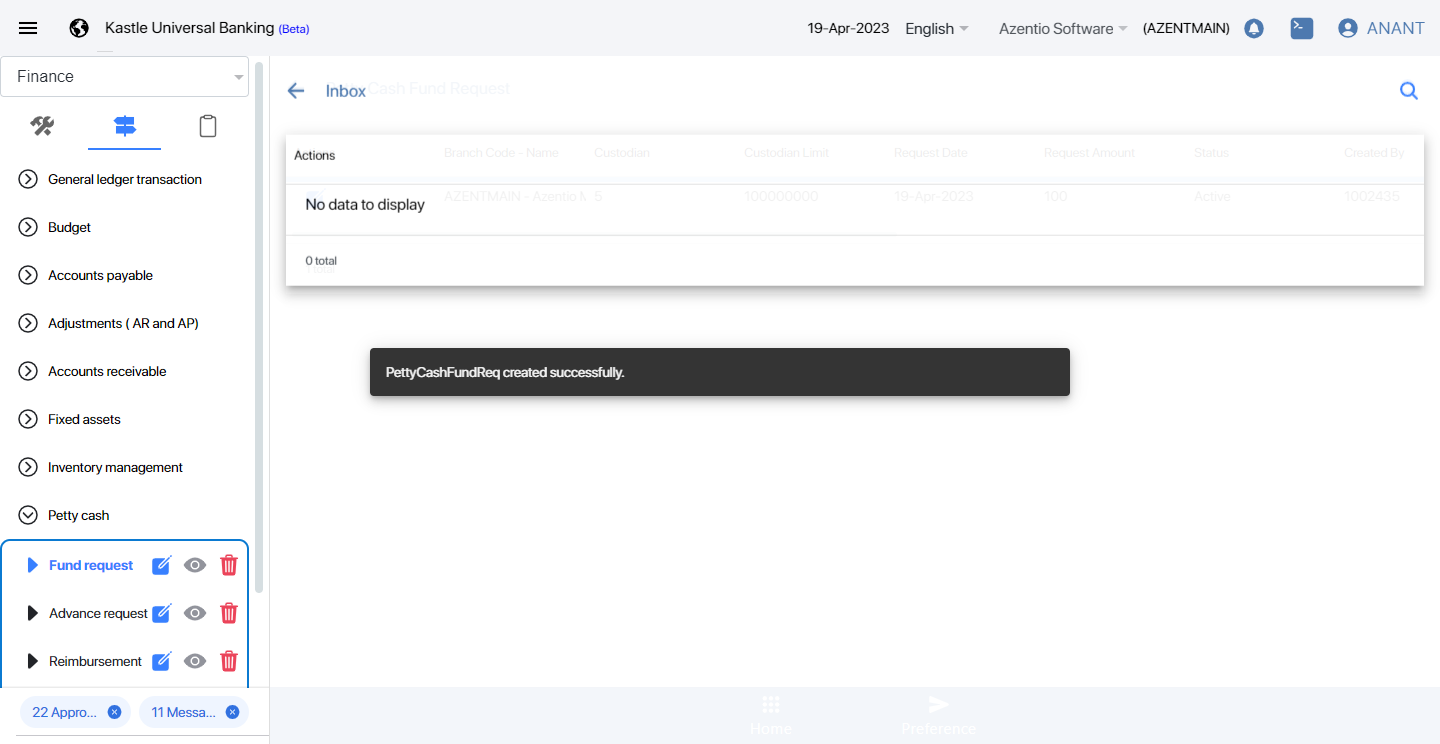 Kastle Universal Banking (Beta)
19-Apr-2023
English
Azentio Software
(AZENTMAIN)
ANANT
Finance
General ledger transaction
Budget
Accounts payable
Adjustments ( AR and AP)
Accounts receivable
Fixed assets
Inventory management
Petty cash
Fund request
Advance request
Reimbursement
22 Appro...
11 Messa...
Inbox
Cash Fund Request
Actions
Branch Code - Name
Custodian
Custodian Limit
Request Date
Request Amount
Status
Created By
AZENTMAIN - Azentio
5
100000000
19-Apr-2023
100
Active
1002435
No data to display
0 total
PettyCashFundReq created successfully.
Home
Preference